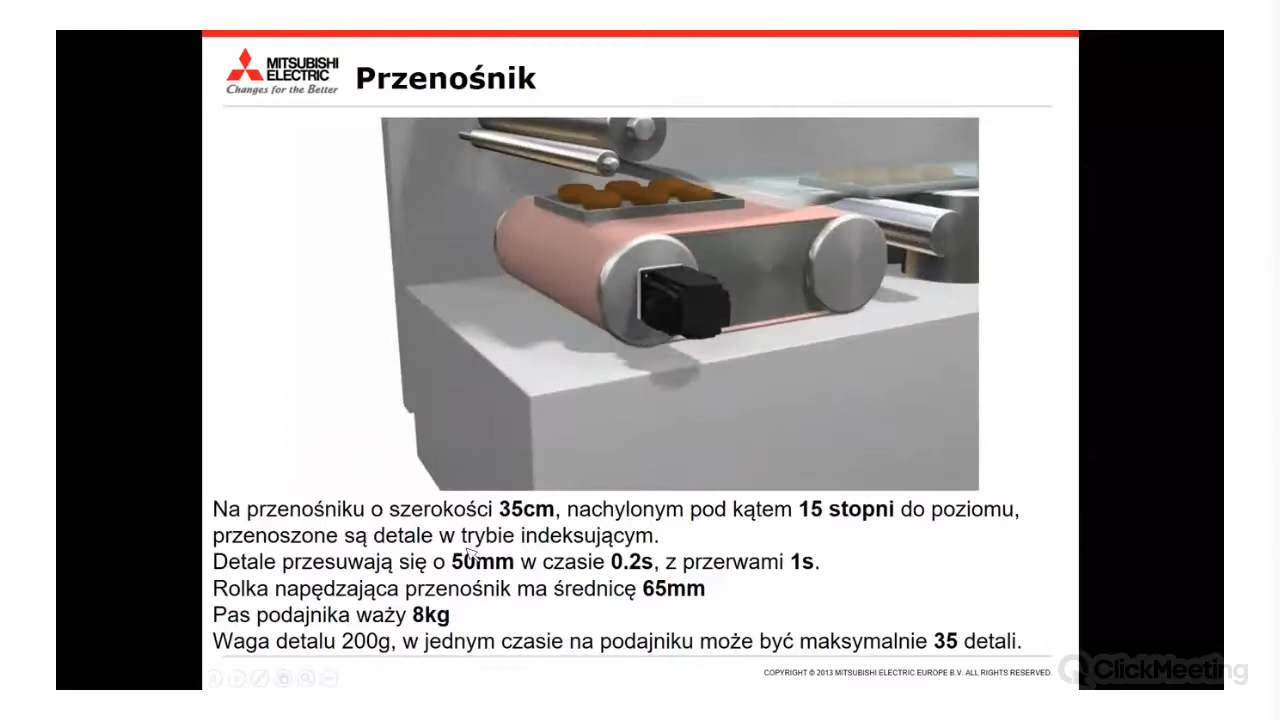 MITSUBISHI
ELECTRIC
Changes for the Better
Przenośnik
Na przenośniku o szerokości 35cm, nachylonym pod kątem 15 stopni do poziomu,
przenoszone są detale w trybie indeksującym.
Detale przesuwają się o 50mm w czasie 0.2s, z przerwami 1s.
Rolka napędzająca przenośnik ma średnicę 65mm
Pas podajnika waży 8kg
Waga detalu 200g, w jednym czasie na podajniku może być maksymalnie 35 detali.
COPYRIGHT © 2013 MITSUBISHI ELECTRIC EUROPE B.V. ALL RIGHTS RESERVED.
ClickMeeting